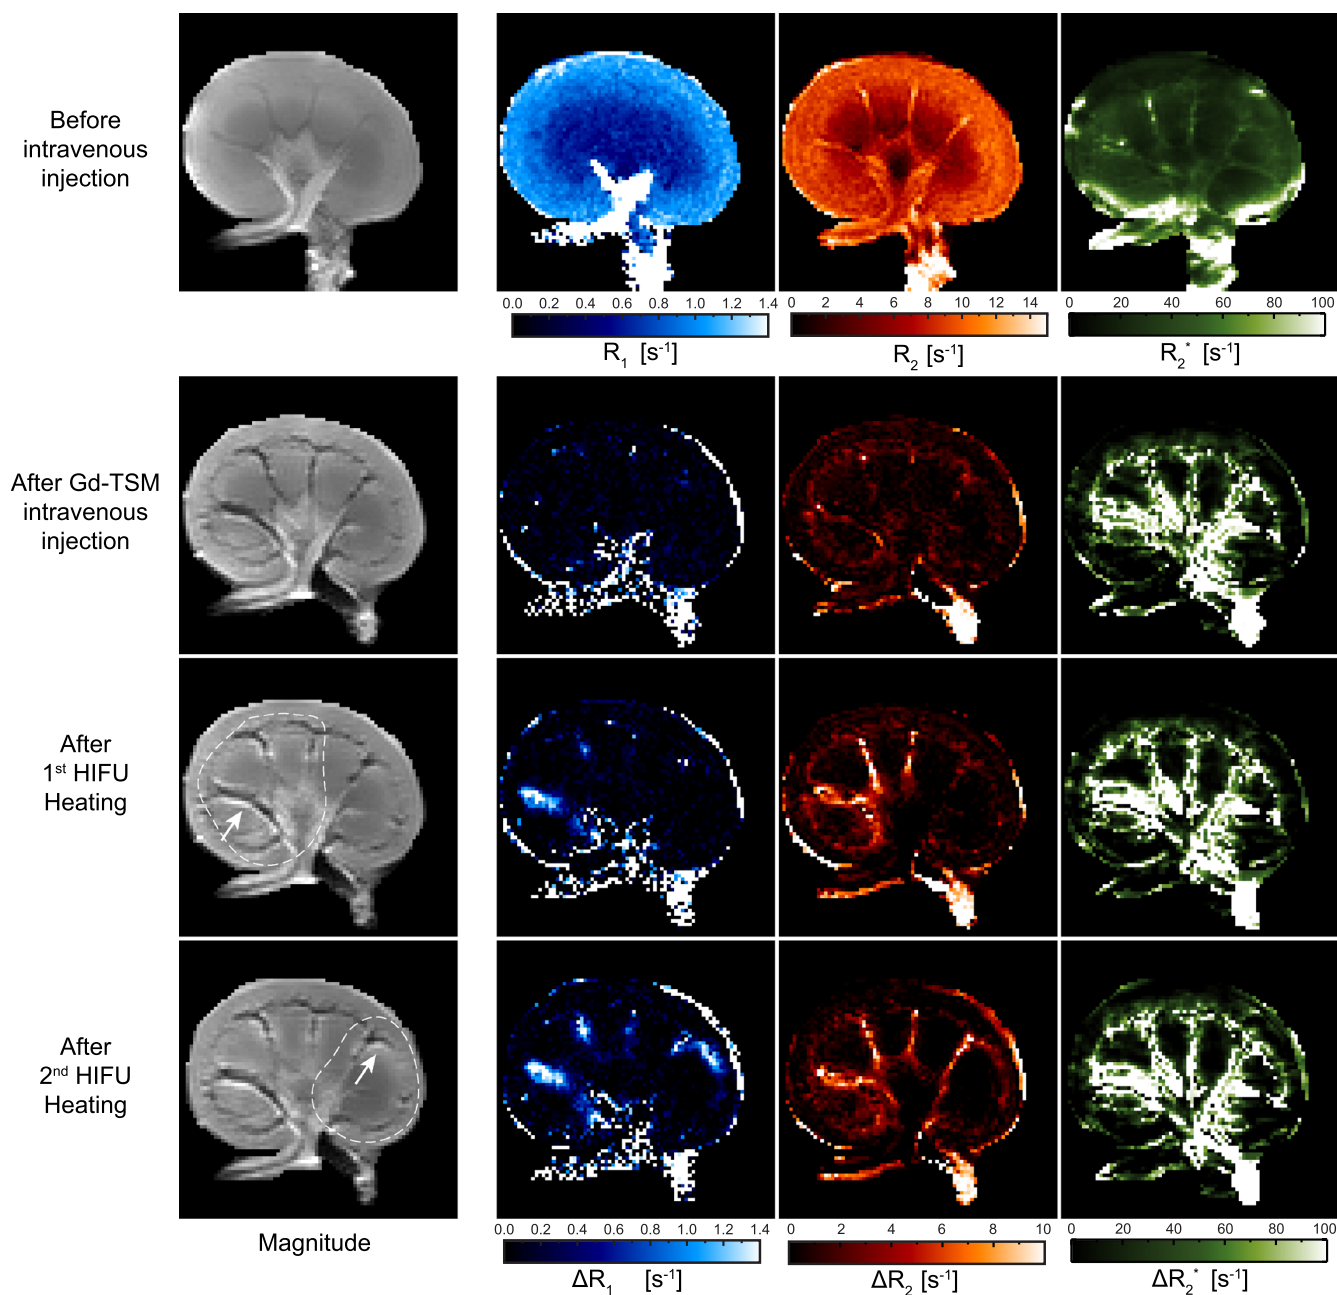 Before
intravenous
injection
0.0 0.2 0.4 0.6 0.8 1.0 1.2 1.4
R1 [s-1]
0 2 4 6 8 10 12 14
R2 [s-1]
0 20 40 60 80 100
R2* [s-1]
After Gd-TSM
intravenous
injection
After
1st HIFU
Heating
After
2nd HIFU
Heating
Magnitude
0.0 0.2 0.4 0.6 0.8 1.0 1.2 1.4
ΔR1 [s-1]
0 2 4 6 8 10
ΔR2 [s-1]
0 20 40 60 80 100
ΔR2* [s-1]